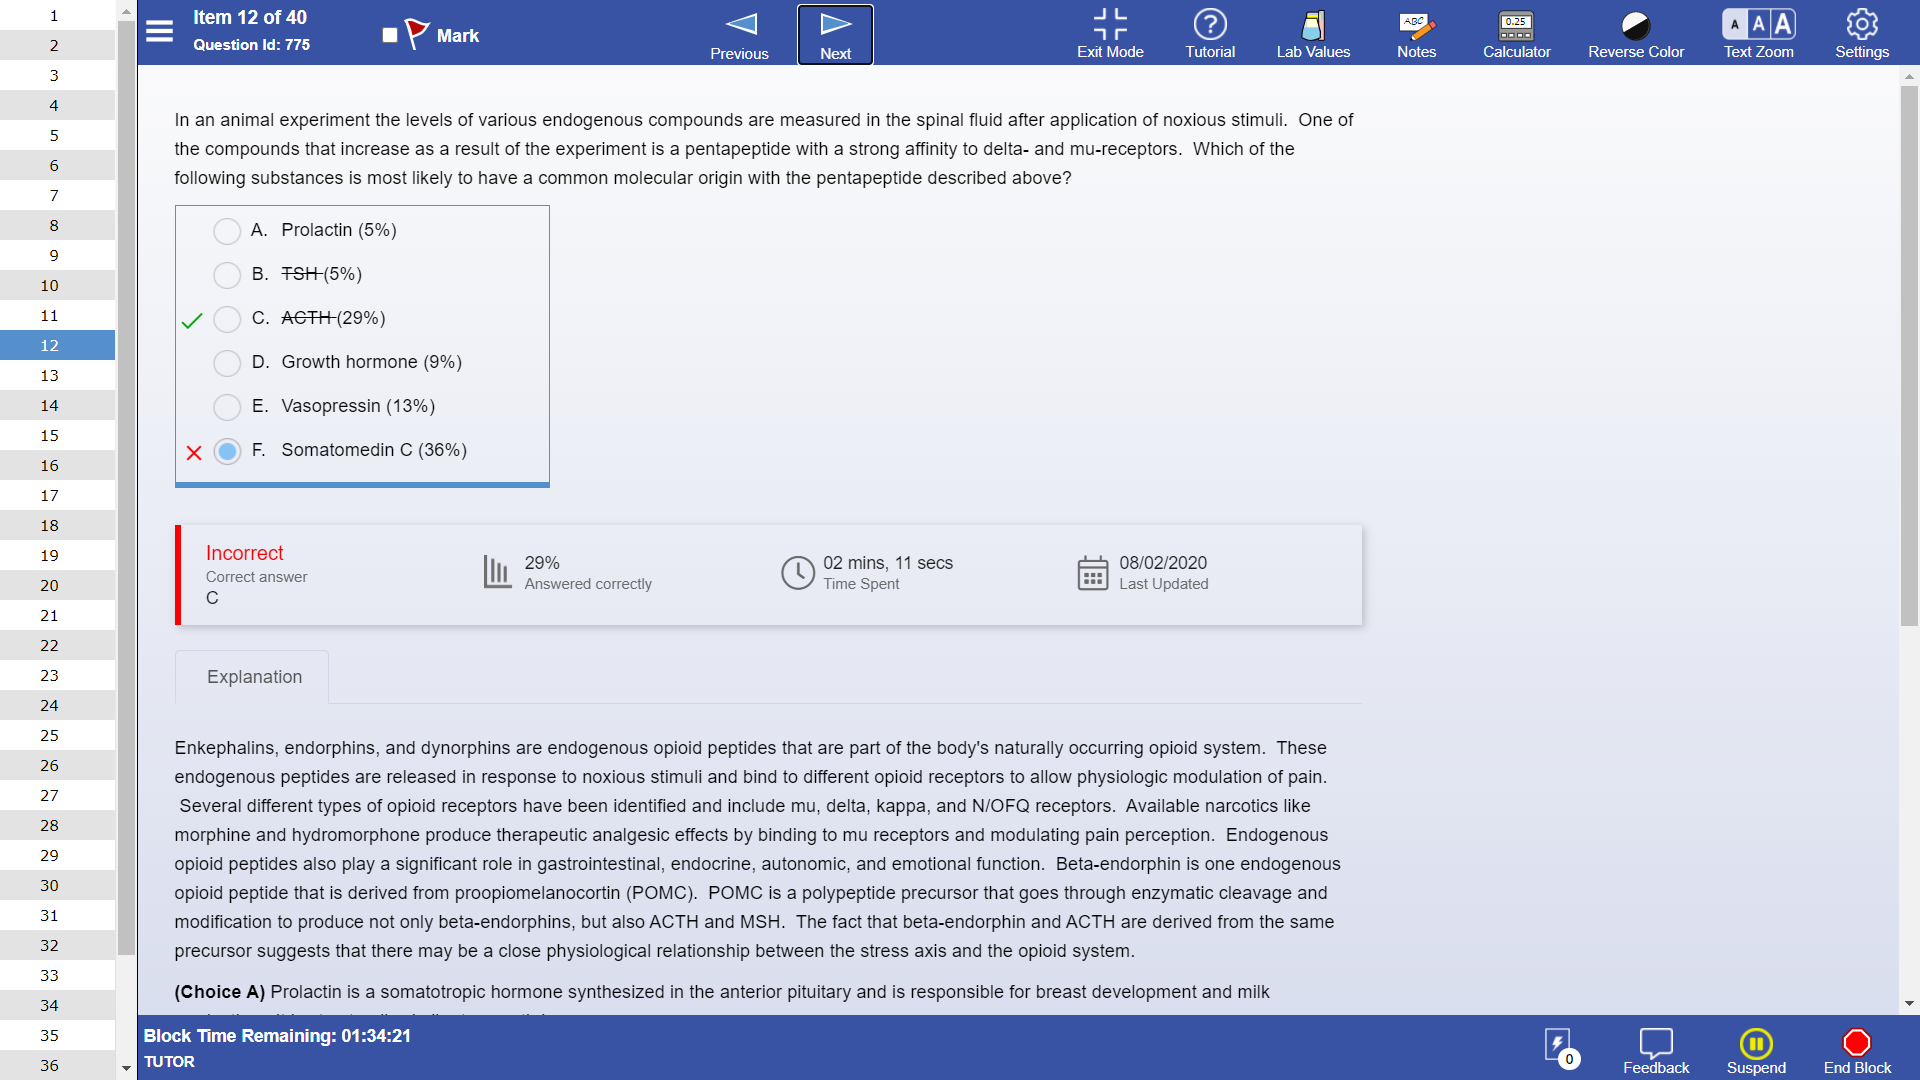 1
2
3
4
5
6
7
8
9
10
11
12
13
14
15
16
17
18
19
20
21
22
23
24
25
26
27
28
29
30
31
32
33
34
35
36
Item 12 of 40
Question Id: 775
Mark
Previous
Next
Exit Mode
Tutorial
Lab Values
ABC
Notes
0.25
Calculator
Reverse Color
A A A
Text Zoom
Settings
In an animal experiment the levels of various endogenous compounds are measured in the spinal fluid after application of noxious stimuli. One of
the compounds that increase as a result of the experiment is a pentapeptide with a strong affinity to delta- and mu-receptors. Which of the
following substances is most likely to have a common molecular origin with the pentapeptide described above?
A. Prolactin (5%)
B. TSH (5%)
C. ACTH (29%)
D. Growth hormone (9%)
E. Vasopressin (13%)
F. Somatomedin C (36%)
Incorrect
Correct answer
C
29%
Answered correctly
02 mins, 11 secs
Time Spent
08/02/2020
Last Updated
Explanation
Enkephalins, endorphins, and dynorphins are endogenous opioid peptides that are part of the body's naturally occurring opioid system. These
endogenous peptides are released in response to noxious stimuli and bind to different opioid receptors to allow physiologic modulation of pain.
Several different types of opioid receptors have been identified and include mu, delta, kappa, and N/OFQ receptors. Available narcotics like
morphine and hydromorphone produce therapeutic analgesic effects by binding to mu receptors and modulating pain perception. Endogenous
opioid peptides also play a significant role in gastrointestinal, endocrine, autonomic, and emotional function. Beta-endorphin is one endogenous
opioid peptide that is derived from proopiomelanocortin (POMC). POMC is a polypeptide precursor that goes through enzymatic cleavage and
modification to produce not only beta-endorphins, but also ACTH and MSH. The fact that beta-endorphin and ACTH are derived from the same
precursor suggests that there may be a close physiological relationship between the stress axis and the opioid system.
(Choice A) Prolactin is a somatotropic hormone synthesized in the anterior pituitary and is responsible for breast development and milk
Block Time Remaining: 01:34:21
TUTOR
0
Feedback
Suspend
End Block